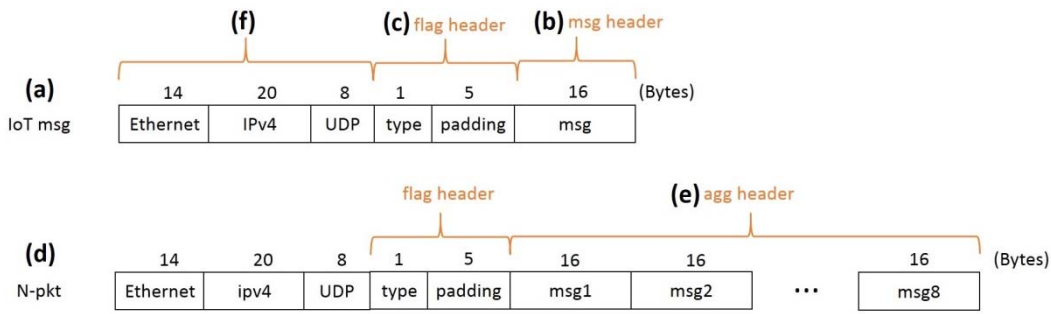 (f) (c) flag header (b) msg header
(a) 14 20 8 1 5 16 (Bytes)
IoT msg Ethernet IPv4 UDP type padding msg
flag header (e) agg header
(d) 14 20 8 1 5 16 16 16 (Bytes)
N-pkt Ethernet ipv4 UDP type padding msg1 msg2 ••• msg8